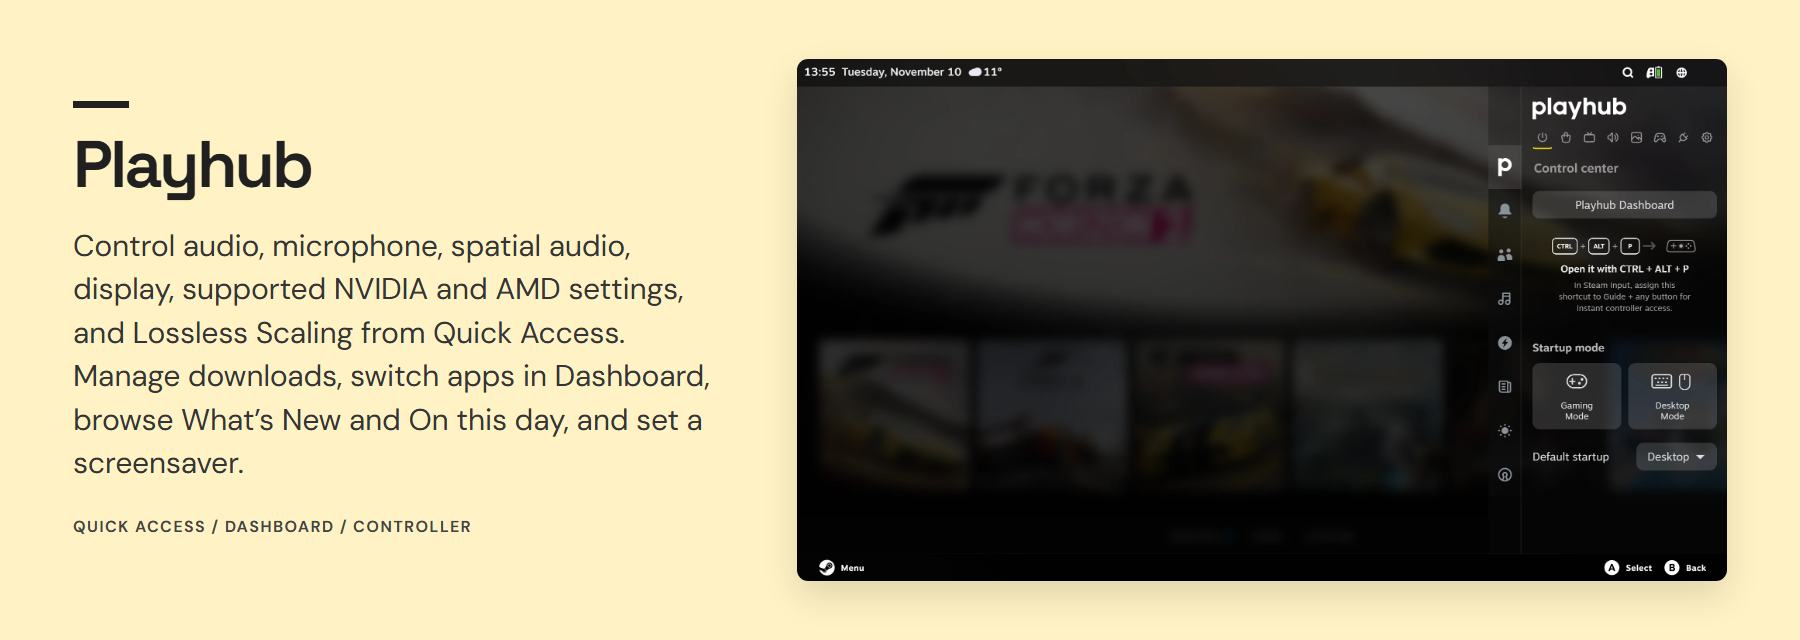 Playhub
Control audio, microphone, spatial audio,
display, supported NVIDIA and AMD settings,
and Lossless Scaling from Quick Access.
Manage downloads, switch apps in Dashboard,
browse What’s New and On this day, and set a
screensaver.
QUICK ACCESS / DASHBOARD / CONTROLLER
13:55 Tuesday, November 10 11°
FORZA
HORIZON 2
playhub
p
Control center
Playhub Dashboard
CTRL + ALT + P
Open it with CTRL + ALT + P
In Steam Input, assign this
shortcut to Guide + any button for
instant controller access.
Startup mode
Gaming
Mode
Desktop
Mode
Default startup
Desktop
Menu
A Select B Back